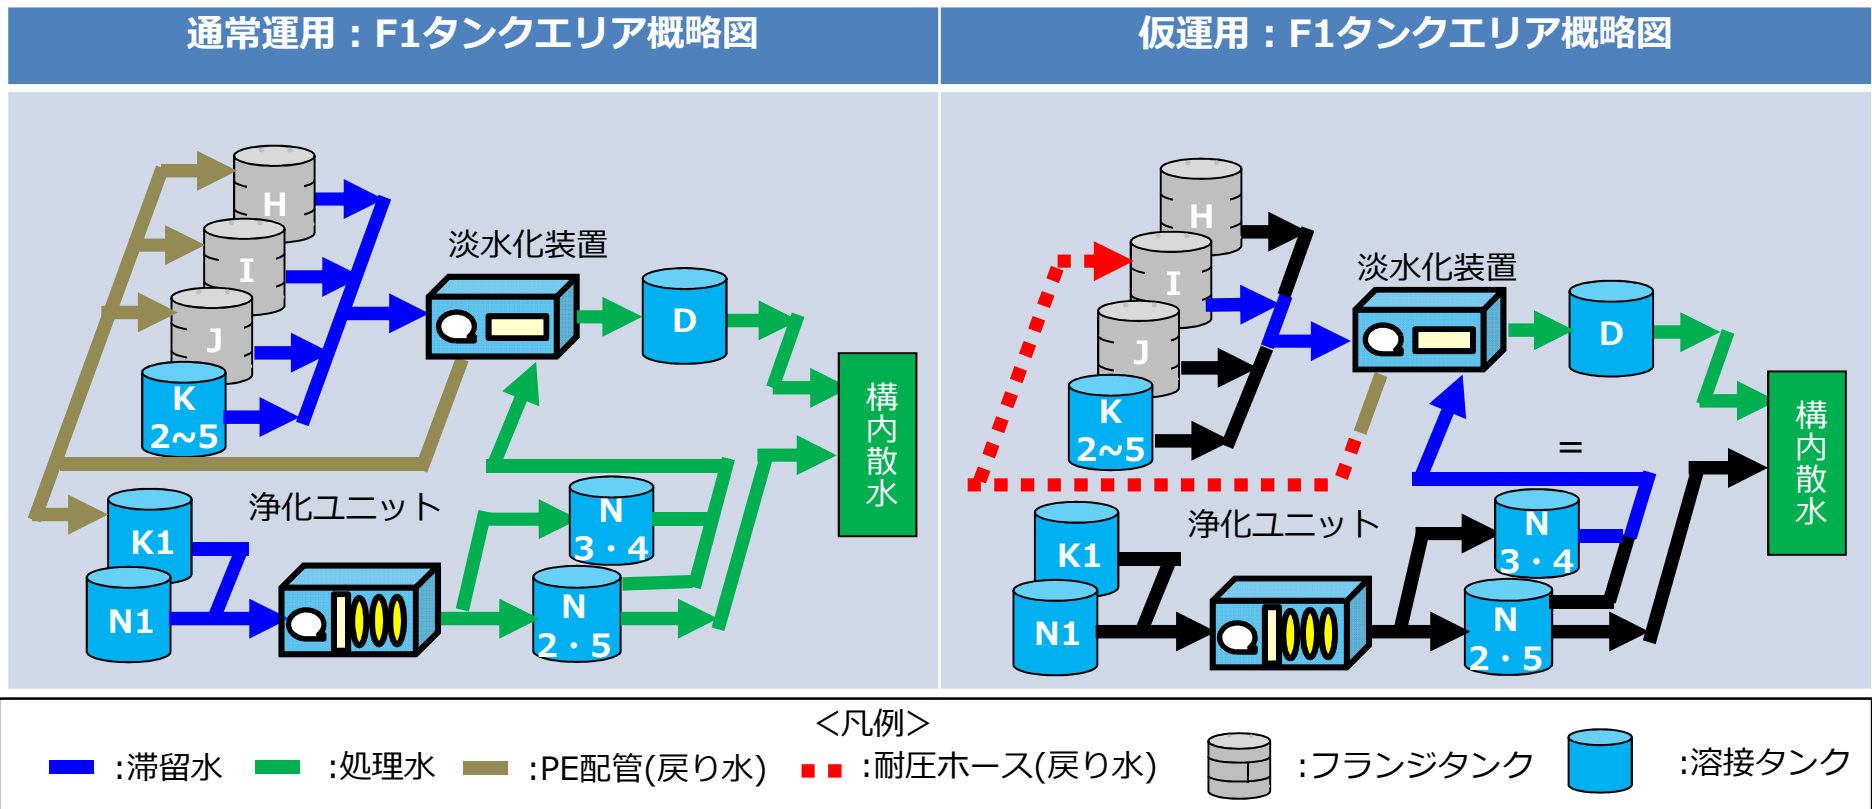 通常運用：F1タンクエリア概略図
H
I
J
K
2~5
淡水化装置
D
構内散水
浄化ユニット
K1
N1
N
3・4
N
2・5
仮運用：F1タンクエリア概略図
H
I
J
K
2~5
淡水化装置
D
=
構内散水
浄化ユニット
K1
N1
N
3・4
N
2・5
＜凡例＞
:滞留水
:処理水
:PE配管(戻り水)
:耐圧ホース(戻り水)
:フランジタンク
:溶接タンク